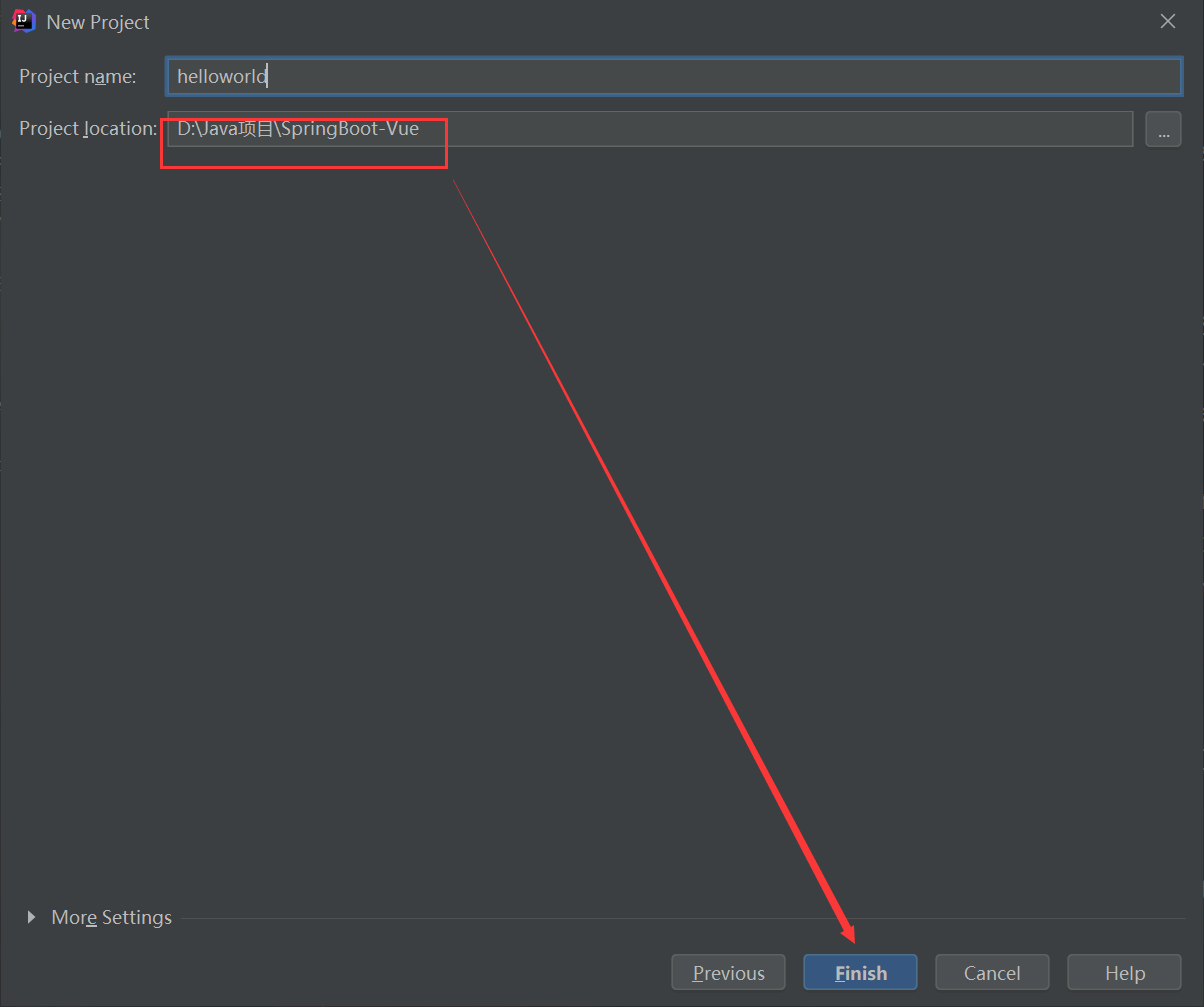 New Project
Project name: helloworld
Project location: D:\Java项目\SpringBoot-Vue ...
More Settings
Previous Finish Cancel Help